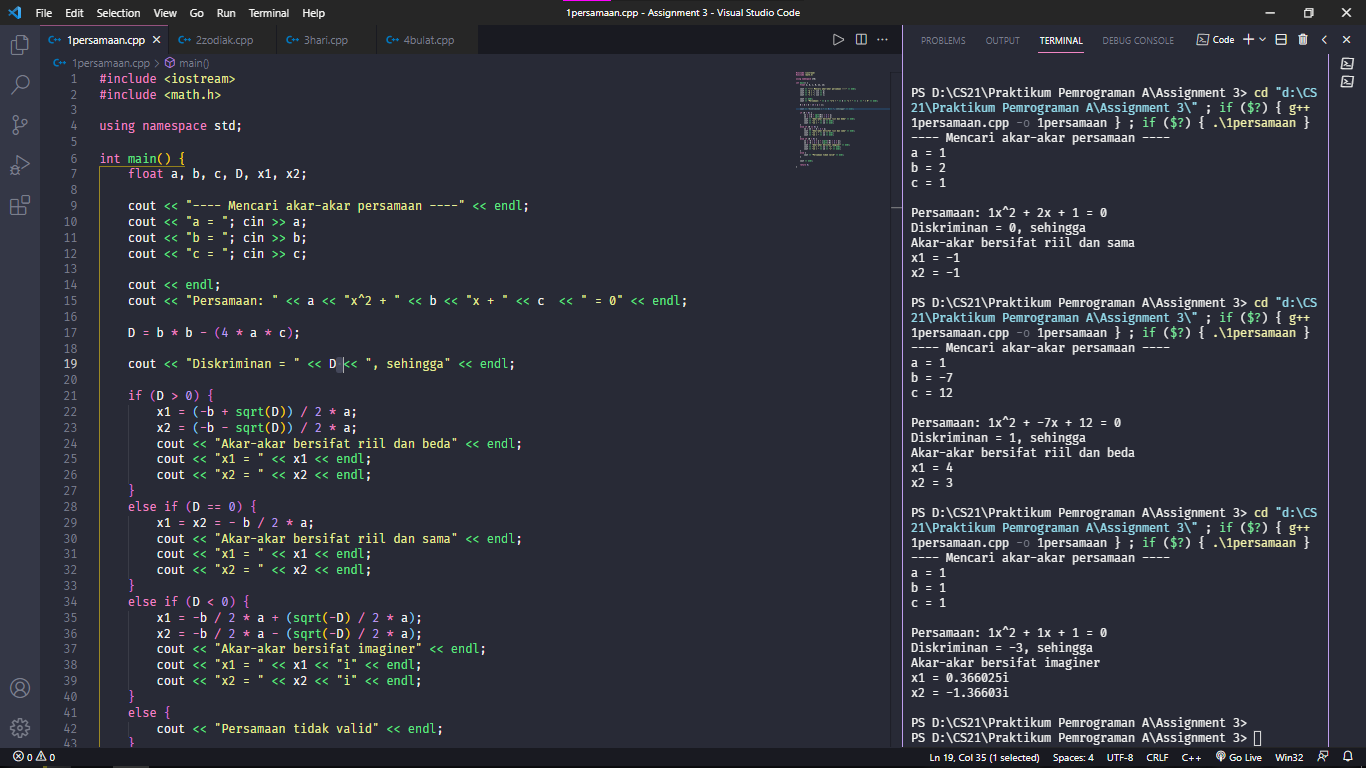 File Edit Selection View Go Run Terminal Help
1persamaan.cpp - Assignment 3 - Visual Studio Code
1persamaan.cpp 2zodiak.cpp 3hari.cpp 4bulat.cpp
1persamaan.cpp > main()
1 #include <iostream>
2 #include <math.h>
3
4 using namespace std;
5
6 int main() {
7 float a, b, c, D, x1, x2;
8
9 cout << "---- Mencari akar-akar persamaan ----" << endl;
10 cout << "a = "; cin >> a;
11 cout << "b = "; cin >> b;
12 cout << "c = "; cin >> c;
13
14 cout << endl;
15 cout << "Persamaan: " << a << "x^2 + " << b << "x + " << c  << " = 0" << endl;
16
17 D = b * b - (4 * a * c);
18
19 cout << "Diskriminan = " << D << ", sehingga" << endl;
20
21 if (D > 0) {
22 x1 = (-b + sqrt(D)) / 2 * a;
23 x2 = (-b - sqrt(D)) / 2 * a;
24 cout << "Akar-akar bersifat riil dan beda" << endl;
25 cout << "x1 = " << x1 << endl;
26 cout << "x2 = " << x2 << endl;
27 }
28 else if (D == 0) {
29 x1 = x2 = - b / 2 * a;
30 cout << "Akar-akar bersifat riil dan sama" << endl;
31 cout << "x1 = " << x1 << endl;
32 cout << "x2 = " << x2 << endl;
33 }
34 else if (D < 0) {
35 x1 = -b / 2 * a + (sqrt(-D) / 2 * a);
36 x2 = -b / 2 * a - (sqrt(-D) / 2 * a);
37 cout << "Akar-akar bersifat imaginer" << endl;
38 cout << "x1 = " << x1 << "i" << endl;
39 cout << "x2 = " << x2 << "i" << endl;
40 }
41 else {
42 cout << "Persamaan tidak valid" << endl;
43 }
PROBLEMS OUTPUT TERMINAL DEBUG CONSOLE Code
PS D:\CS21\Praktikum Pemrograman A\Assignment 3> cd "d:\CS
21\Praktikum Pemrograman A\Assignment 3\" ; if ($?) { g++
1persamaan.cpp -o 1persamaan } ; if ($?) { .\1persamaan }
---- Mencari akar-akar persamaan ----
a = 1
b = 2
c = 1
Persamaan: 1x^2 + 2x + 1 = 0
Diskriminan = 0, sehingga
Akar-akar bersifat riil dan sama
x1 = -1
x2 = -1
PS D:\CS21\Praktikum Pemrograman A\Assignment 3> cd "d:\CS
21\Praktikum Pemrograman A\Assignment 3\" ; if ($?) { g++
1persamaan.cpp -o 1persamaan } ; if ($?) { .\1persamaan }
---- Mencari akar-akar persamaan ----
a = 1
b = -7
c = 12
Persamaan: 1x^2 + -7x + 12 = 0
Diskriminan = 1, sehingga
Akar-akar bersifat riil dan beda
x1 = 4
x2 = 3
PS D:\CS21\Praktikum Pemrograman A\Assignment 3> cd "d:\CS
21\Praktikum Pemrograman A\Assignment 3\" ; if ($?) { g++
1persamaan.cpp -o 1persamaan } ; if ($?) { .\1persamaan }
---- Mencari akar-akar persamaan ----
a = 1
b = 1
c = 1
Persamaan: 1x^2 + 1x + 1 = 0
Diskriminan = -3, sehingga
Akar-akar bersifat imaginer
x1 = 0.366025i
x2 = -1.36603i
PS D:\CS21\Praktikum Pemrograman A\Assignment 3>
PS D:\CS21\Praktikum Pemrograman A\Assignment 3>
0 0 Ln 19, Col 35 (1 selected) Spaces: 4 UTF-8 CRLF C++ Go Live Win32